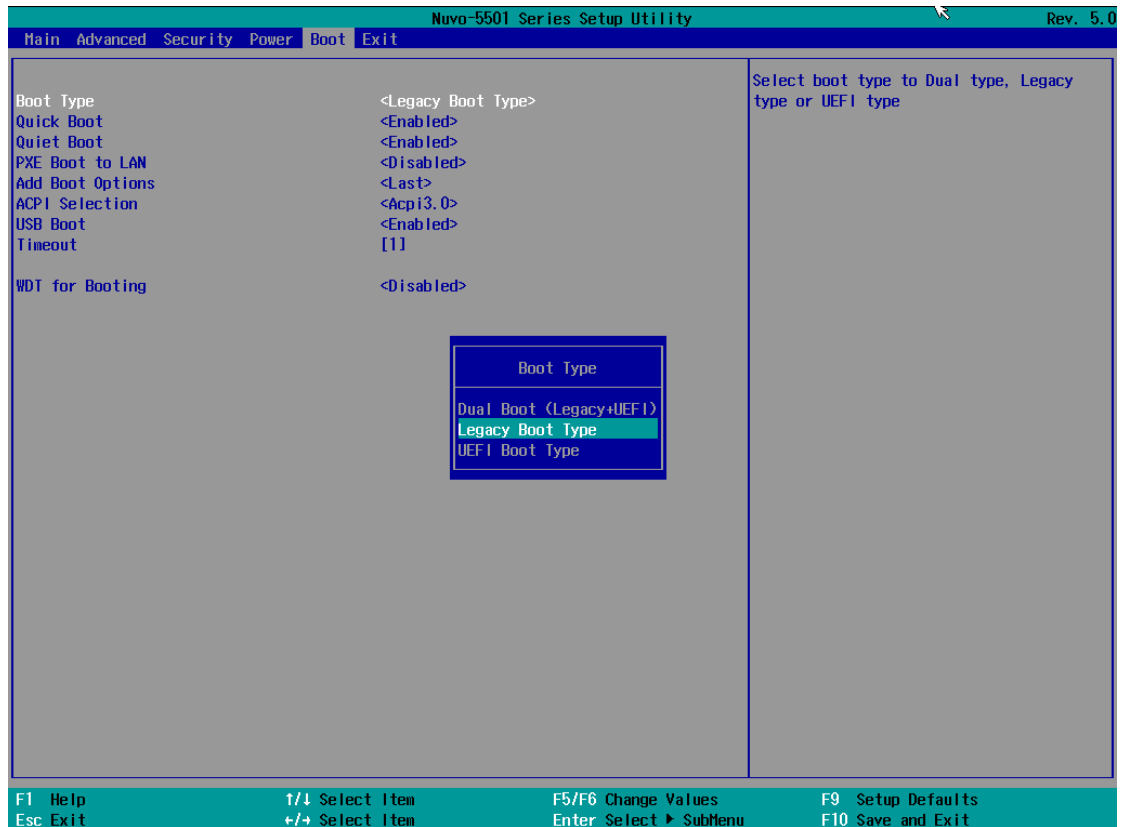 Nuvo-5501 Series Setup Utility Rev. 5.0
Main Advanced Security Power Boot Exit
Select boot type to Dual type, Legacy
type or UEFI type
Boot Type <Legacy Boot Type>
Quick Boot <Enabled>
Quiet Boot <Enabled>
PXE Boot to LAN <Disabled>
Add Boot Options <Last>
ACPI Selection <Acpi3.0>
USB Boot <Enabled>
Timeout [1]
WDT for Booting <Disabled>
Boot Type
Dual Boot (Legacy+UEFI)
Legacy Boot Type
UEFI Boot Type
F1 Help ↑/↓ Select Item F5/F6 Change Values F9 Setup Defaults
Esc Exit ←/→ Select Item Enter Select ▶ SubMenu F10 Save and Exit